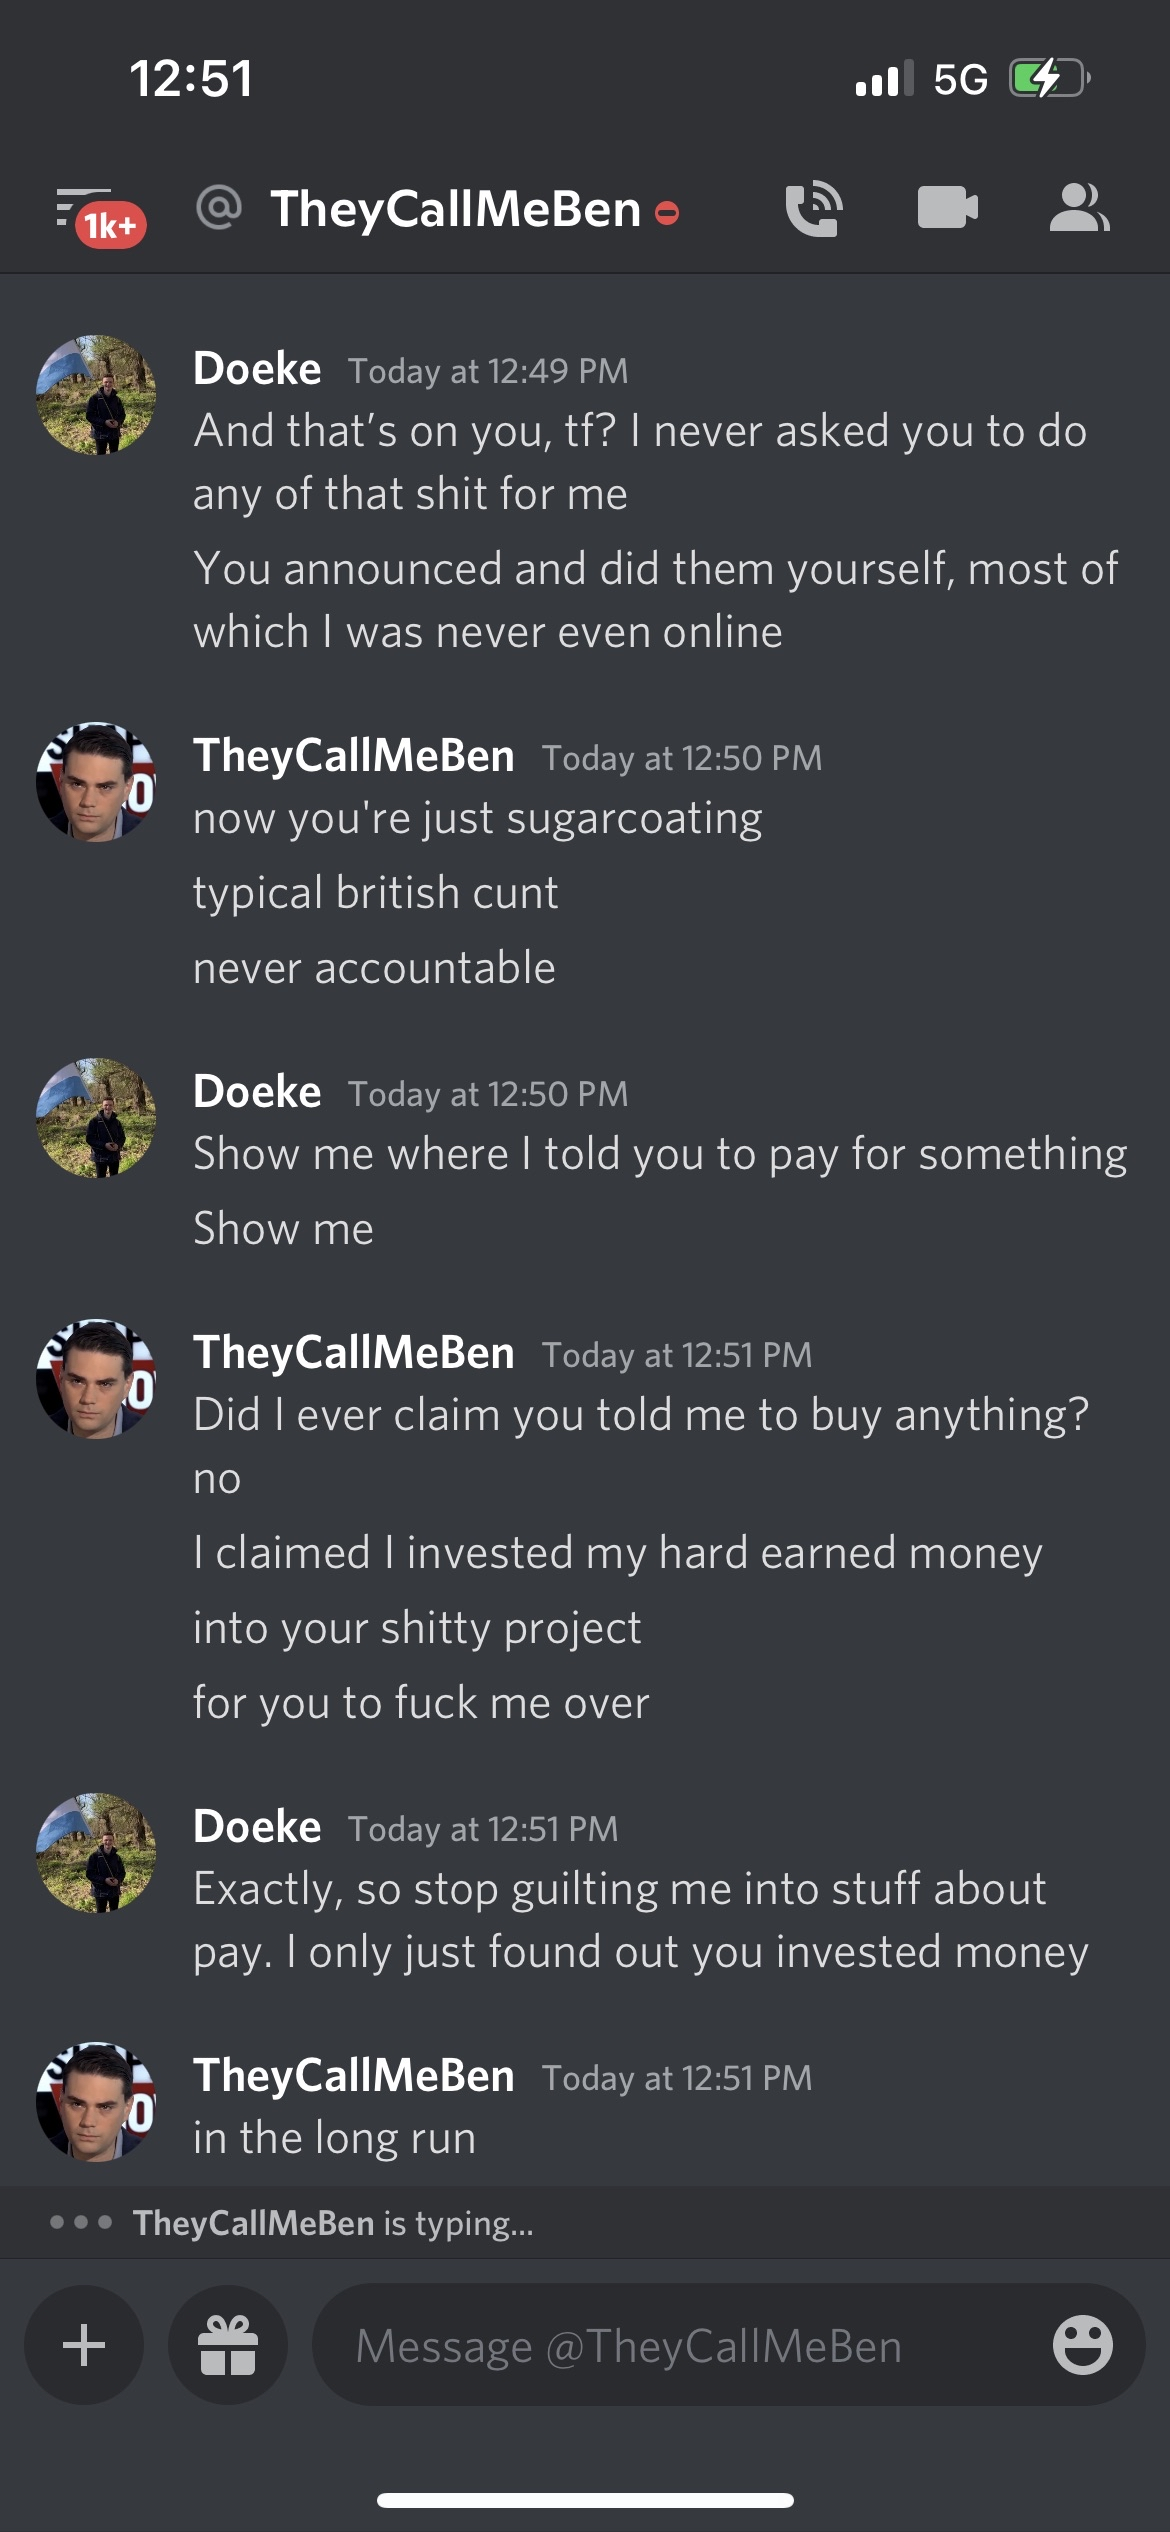 12:51
5G
1k+
@ TheyCallMeBen
Doeke Today at 12:49 PM
And that’s on you, tf? I never asked you to do
any of that shit for me
You announced and did them yourself, most of
which I was never even online
TheyCallMeBen Today at 12:50 PM
now you're just sugarcoating
typical british cunt
never accountable
Doeke Today at 12:50 PM
Show me where I told you to pay for something
Show me
TheyCallMeBen Today at 12:51 PM
Did I ever claim you told me to buy anything?
no
I claimed I invested my hard earned money
into your shitty project
for you to fuck me over
Doeke Today at 12:51 PM
Exactly, so stop guilting me into stuff about
pay. I only just found out you invested money
TheyCallMeBen Today at 12:51 PM
in the long run
TheyCallMeBen is typing...
Message @TheyCallMeBen